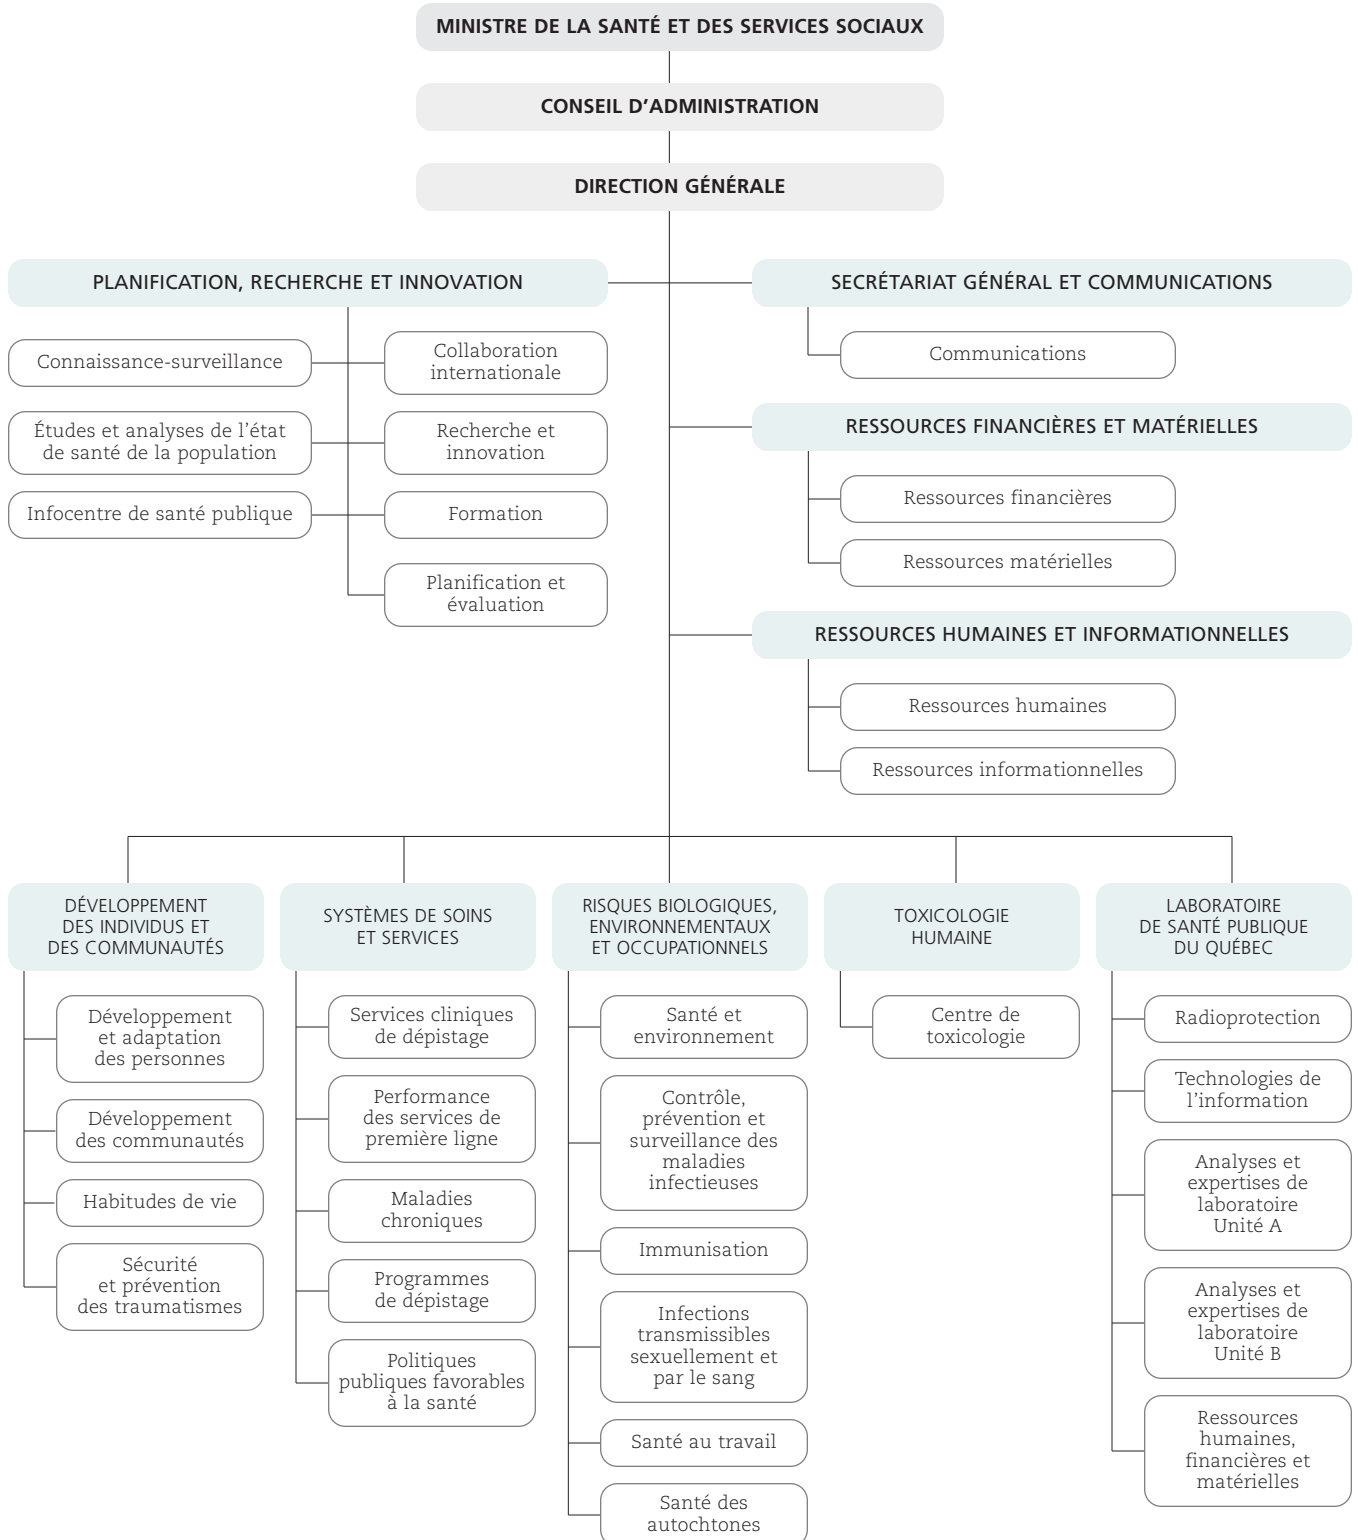 MINISTRE DE LA SANTÉ ET DES SERVICES SOCIAUX
CONSEIL D'ADMINISTRATION
DIRECTION GÉNÉRALE
PLANIFICATION, RECHERCHE ET INNOVATION
Connaissance-surveillance
Études et analyses de l'état
de santé de la population
Infocentre de santé publique
Collaboration
internationale
Recherche et
innovation
Formation
Planification et
évaluation
SECRÉTARIAT GÉNÉRAL ET COMMUNICATIONS
Communications
RESSOURCES FINANCIÈRES ET MATÉRIELLES
Ressources financières
Ressources matérielles
RESSOURCES HUMAINES ET INFORMATIONNELLES
Ressources humaines
Ressources informationnelles
DÉVELOPPEMENT
DES INDIVIDUS ET
DES COMMUNAUTÉS
Développement
et adaptation
des personnes
Développement
des communautés
Habitudes de vie
Sécurité
et prévention
des traumatismes
SYSTÈMES DE SOINS
ET SERVICES
Services cliniques
de dépistage
Performance
des services de
première ligne
Maladies
chroniques
Programmes
de dépistage
Politiques
publiques favorables
à la santé
RISQUES BIOLOGIQUES,
ENVIRONNEMENTAUX
ET OCCUPATIONNELS
Santé et
environnement
Contrôle,
prévention et
surveillance des
maladies
infectieuses
Immunisation
Infections
transmissibles
sexuellement et
par le sang
Santé au travail
Santé des
autochtones
TOXICOLOGIE
HUMAINE
Centre de
toxicologie
LABORATOIRE
DE SANTÉ PUBLIQUE
DU QUÉBEC
Radioprotection
Technologies de
l'information
Analyses et
expertises de
laboratoire
Unité A
Analyses et
expertises de
laboratoire
Unité B
Ressources
humaines,
financières et
matérielles